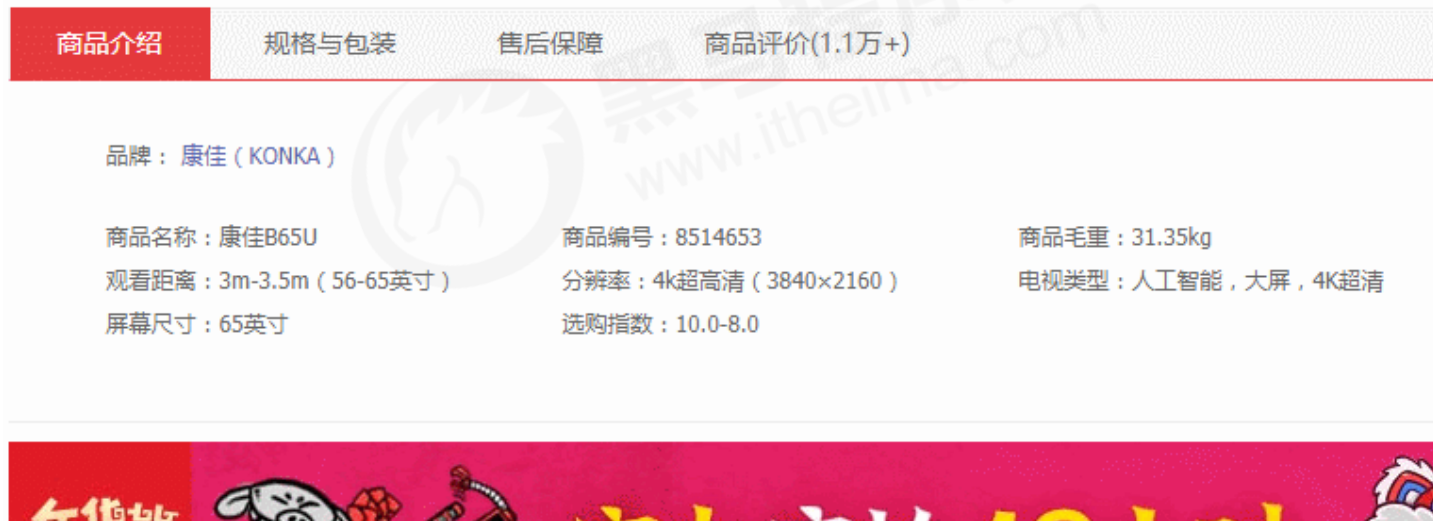 商品介绍 规格与包装 售后保障 商品评价(1.1万+)
黑马程序
www.itheima.com
品牌： 康佳（KONKA）
商品名称：康佳B65U 商品编号：8514653 商品毛重：31.35kg
观看距离：3m-3.5m（56-65英寸） 分辨率：4k超高清（3840×2160） 电视类型：人工智能，大屏，4K超清
屏幕尺寸：65英寸 选购指数：10.0-8.0